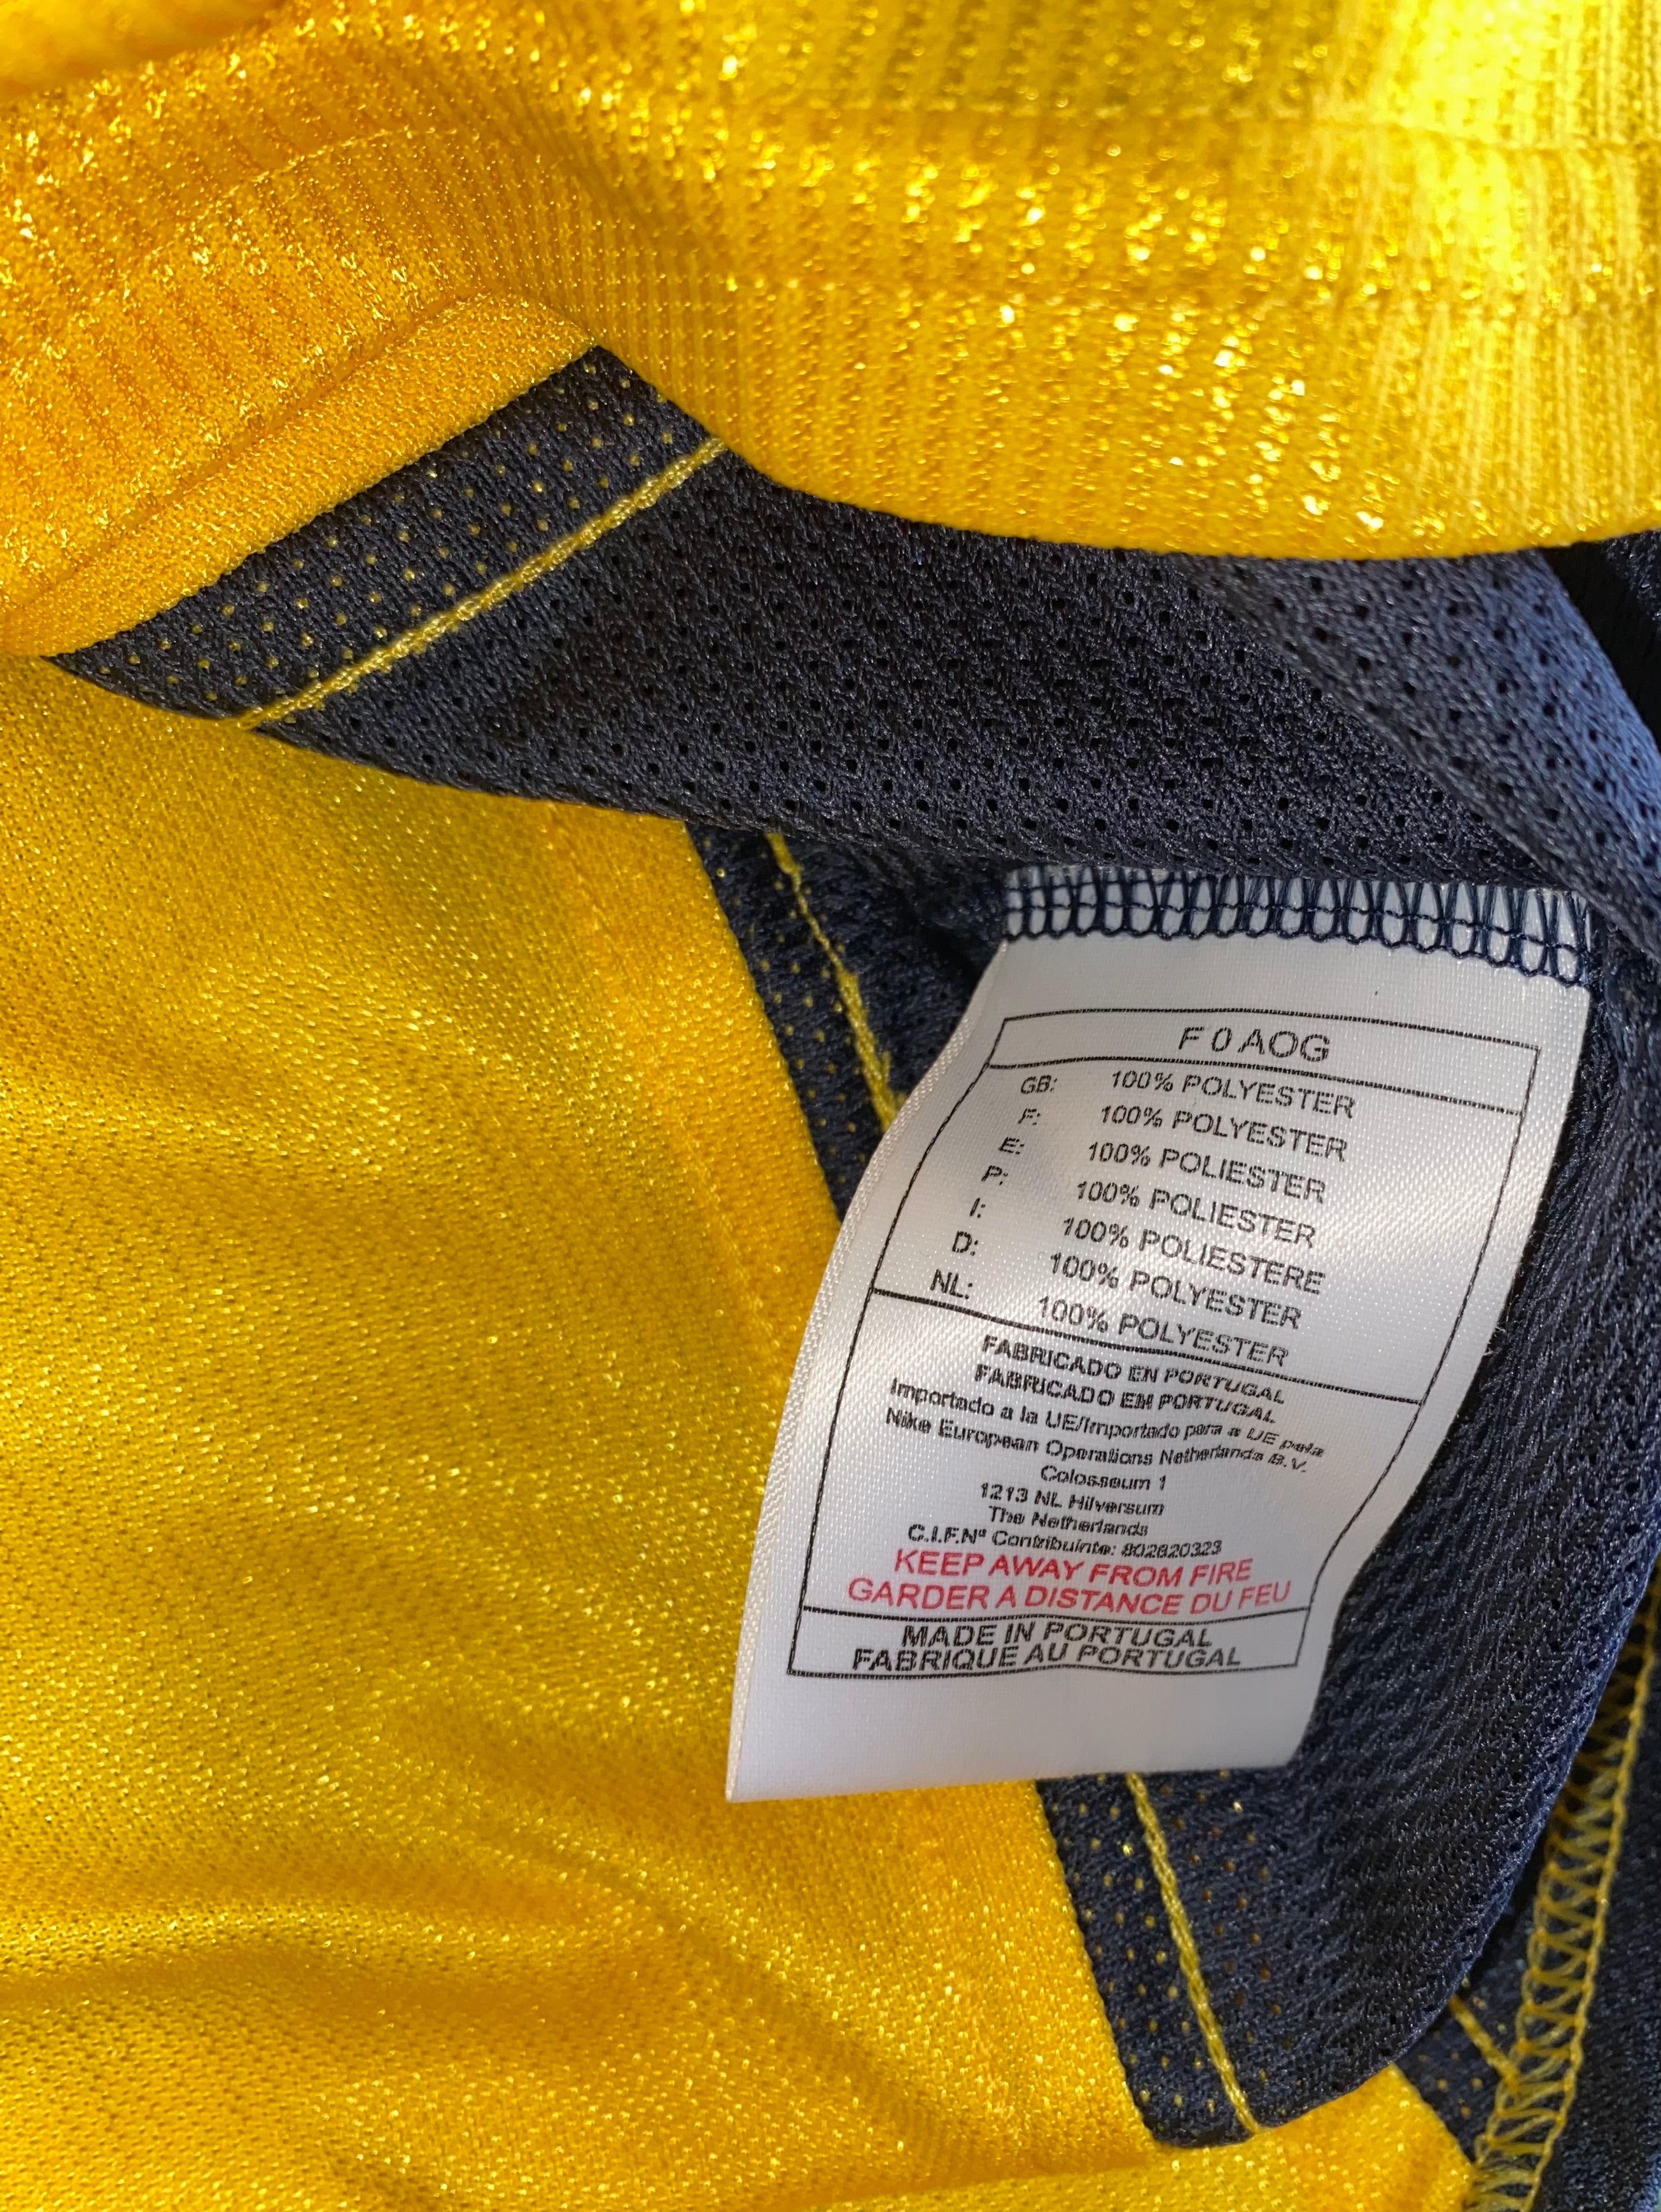 F 0 AOG
GB: 100% POLYESTER
F: 100% POLYESTER
E: 100% POLIESTER
P: 100% POLIESTER
I: 100% POLIESTERE
D: 100% POLYESTER
NL: 100% POLYESTER
FABRICADO EN PORTUGAL
FABRICADO EM PORTUGAL
Importado a la UE/Importado para a UE pela
Nike European Operations Netherlands B.V.
Colosseum 1
1213 NL Hilversum
The Netherlands
C.I.F.Nº Contribuinte: 802620323
KEEP AWAY FROM FIRE
GARDER A DISTANCE DU FEU
MADE IN PORTUGAL
FABRIQUE AU PORTUGAL